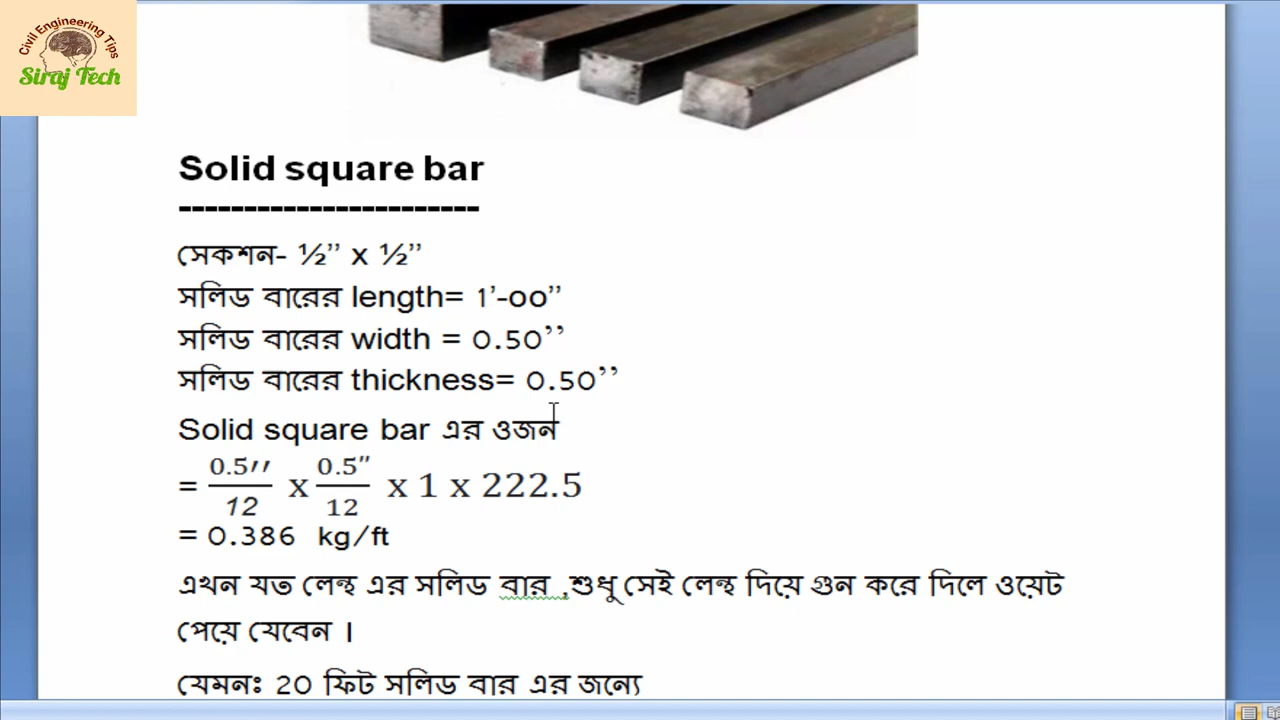 Civil Engineering Tips
Siraj Tech
Solid square bar
-----------------------
সেকশন- ½’’ x ½’’
সলিড বারের length= 1’-00’’
সলিড বারের width = 0.50’’
সলিড বারের thickness= 0.50’’
Solid square bar এর ওজন
= 0.5′′/12 x 0.5″/12 x 1 x 222.5
= 0.386 kg/ft
এখন যত লেন্থ এর সলিড বার ,শুধু সেই লেন্থ দিয়ে গুন করে দিলে ওয়েট
পেয়ে যেবেন ।
যেমনঃ 20 ফিট সলিড বার এর জন্যে